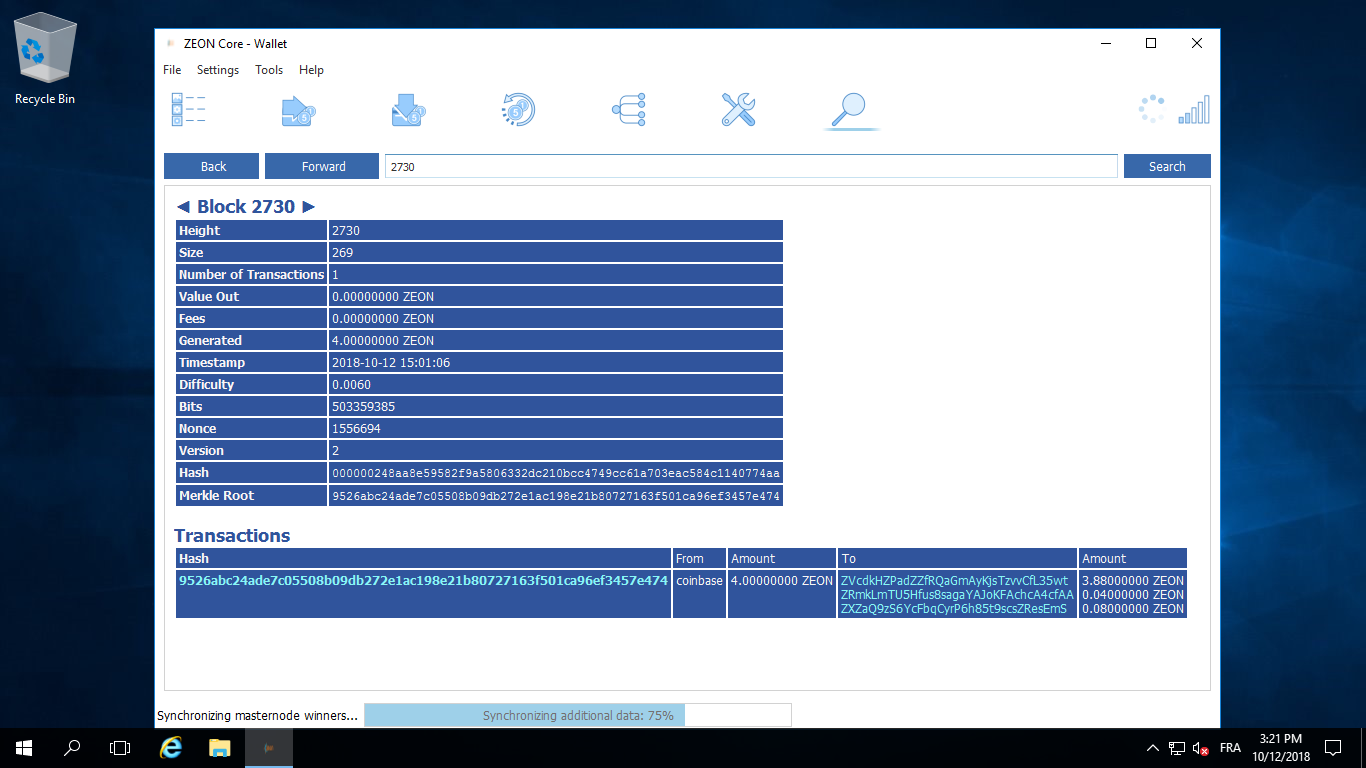 Recycle Bin
ZEON Core - Wallet
File Settings Tools Help
Back Forward 2730 Search
◄ Block 2730 ►
Height 2730
Size 269
Number of Transactions 1
Value Out 0.00000000 ZEON
Fees 0.00000000 ZEON
Generated 4.00000000 ZEON
Timestamp 2018-10-12 15:01:06
Difficulty 0.0060
Bits 503359385
Nonce 1556694
Version 2
Hash 000000248aa8e59582f9a5806332dc210bcc4749cc61a703eac584c1140774aa
Merkle Root 9526abc24ade7c05508b09db272e1ac198e21b80727163f501ca96ef3457e474
Transactions
Hash From Amount To Amount
9526abc24ade7c05508b09db272e1ac198e21b80727163f501ca96ef3457e474 coinbase 4.00000000 ZEON ZVcdkHZPadZZfRQaGmAyKjsTzvvCfL35wt 3.88000000 ZEON
ZRmkLmTU5Hfus8sagaYAJoKFAchcA4cfAA 0.04000000 ZEON
ZXZaQ9zS6YcFbqCyrP6h85t9scsZResEmS 0.08000000 ZEON
Synchronizing masternode winners... Synchronizing additional data: 75%
FRA 3:21 PM
10/12/2018